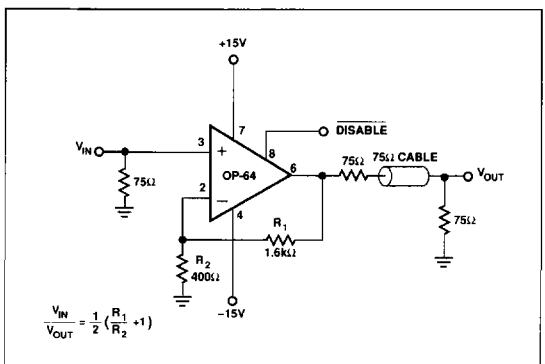 +15V
7
DISABLE
VIN
3
+
8
75Ω
75Ω CABLE
VOUT
OP-64
6
75Ω
2
−
4
R1
1.6kΩ
75Ω
R2
400Ω
−15V
VIN/VOUT = 1/2 (R1/R2 +1)